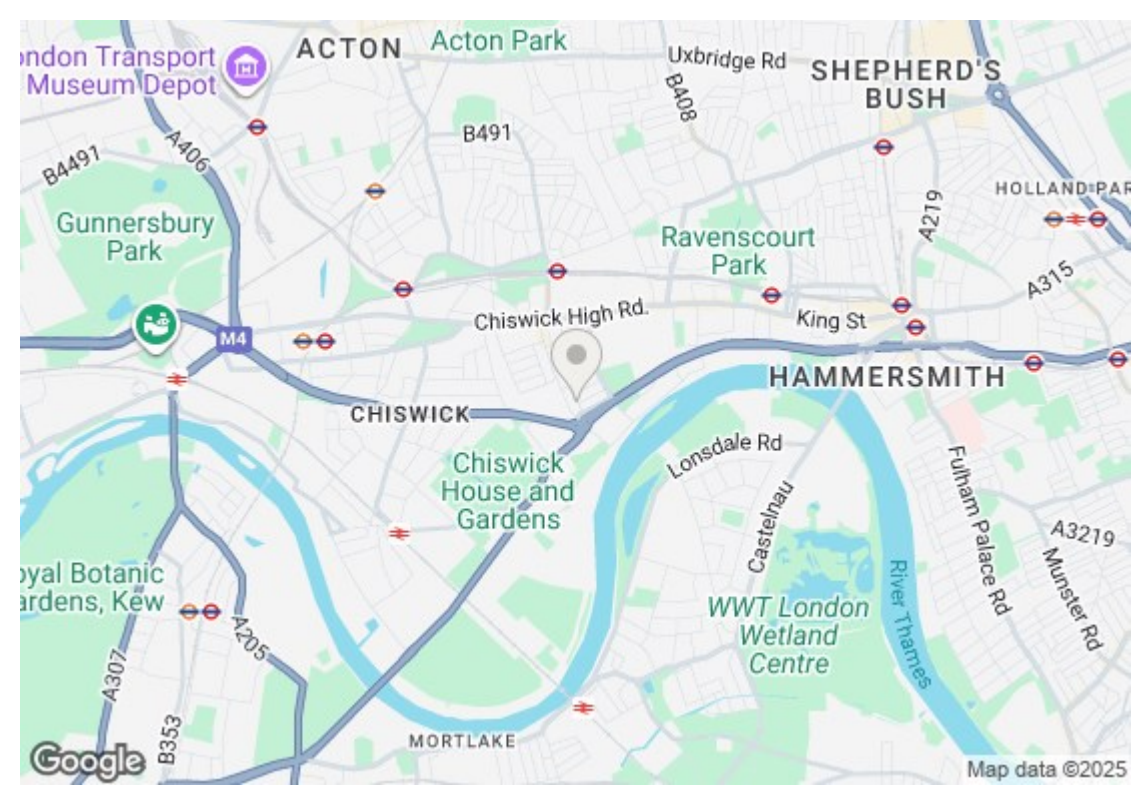 ondon Transport
Museum Depot
ACTON
Acton Park
Uxbridge Rd
SHEPHERD'S
BUSH
B408
B491
A406
B4491
HOLLAND PAR
A219
Gunnersbury
Park
Ravenscourt
Park
A315
Chiswick High Rd.
King St
M4
HAMMERSMITH
CHISWICK
Lonsdale Rd
Chiswick
House and
Gardens
Fulham Palace Rd
Castelnau
A3219
Munster Rd
oyal Botanic
ardens, Kew
River Thames
WWT London
Wetland
Centre
A205
A307
B353
MORTLAKE
Google
Map data ©2025